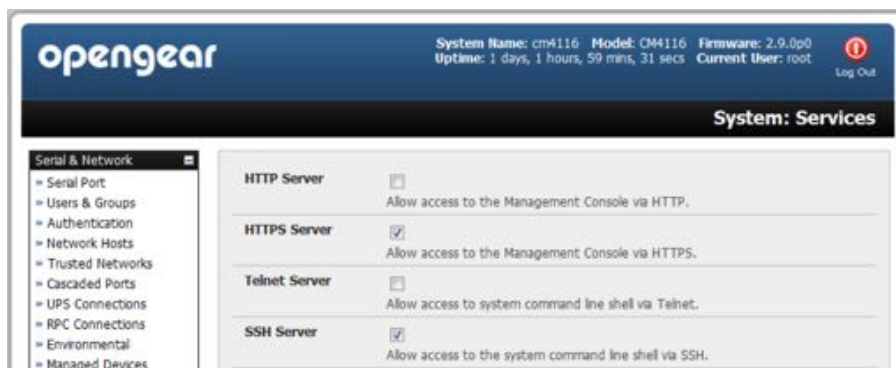 opengear
System Name: cm4116 Model: CM4116 Firmware: 2.9.0p0
Uptime: 1 days, 1 hours, 59 mins, 31 secs Current User: root
Log Out
System: Services
Serial & Network
Serial Port
Users & Groups
Authentication
Network Hosts
Trusted Networks
Cascaded Ports
UPS Connections
RPC Connections
Environmental
Managed Devices
HTTP Server
Allow access to the Management Console via HTTP.
HTTPS Server
Allow access to the Management Console via HTTPS.
Telnet Server
Allow access to system command line shell via Telnet.
SSH Server
Allow access to the system command line shell via SSH.